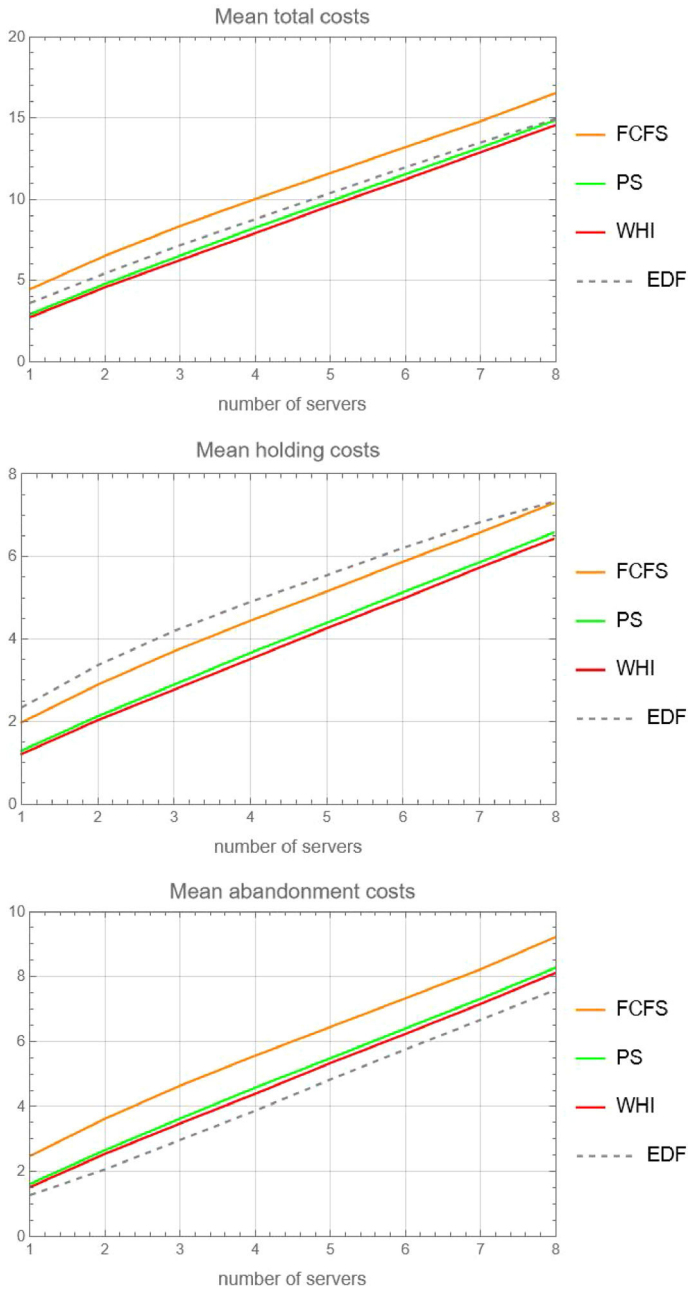 Mean total costs
20
15
10
5
0
1 2 3 4 5 6 7 8
number of servers
FCFS
PS
WHI
EDF
Mean holding costs
8
6
4
2
0
1 2 3 4 5 6 7 8
number of servers
FCFS
PS
WHI
EDF
Mean abandonment costs
10
8
6
4
2
0
1 2 3 4 5 6 7 8
number of servers
FCFS
PS
WHI
EDF